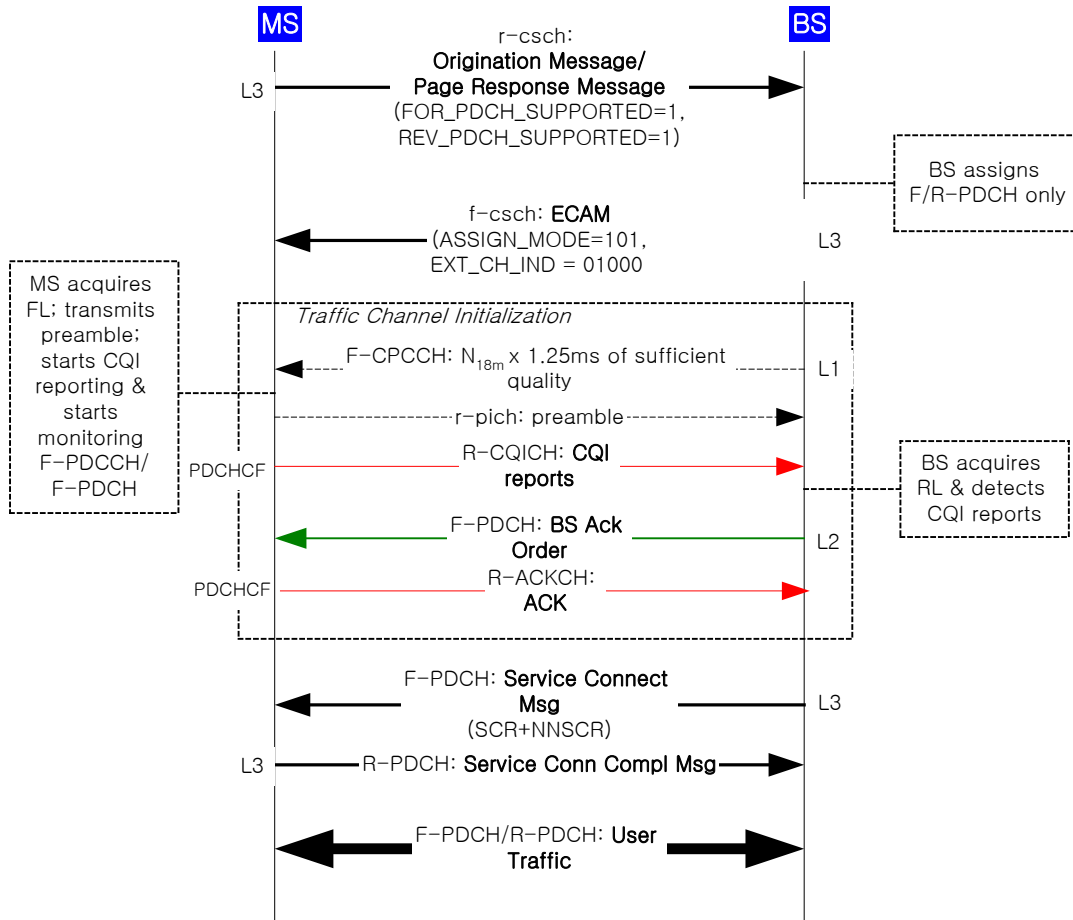 MS
BS
r-csch:
Origination Message/
Page Response Message
(FOR_PDCH_SUPPORTED=1,
REV_PDCH_SUPPORTED=1)
L3
BS assigns
F/R-PDCH only
f-csch: ECAM
(ASSIGN_MODE=101,
EXT_CH_IND = 01000
L3
MS acquires
FL; transmits
preamble;
starts CQI
reporting &
starts
monitoring
F-PDCCH/
F-PDCH
Traffic Channel Initialization
F-CPCCH: N18m x 1.25ms of sufficient
quality
L1
r-pich: preamble
PDCHCF
R-CQICH: CQI
reports
BS acquires
RL & detects
CQI reports
F-PDCH: BS Ack
Order
L2
PDCHCF
R-ACKCH:
ACK
F-PDCH: Service Connect
Msg
(SCR+NNSCR)
L3
L3
R-PDCH: Service Conn Compl Msg
F-PDCH/R-PDCH: User
Traffic